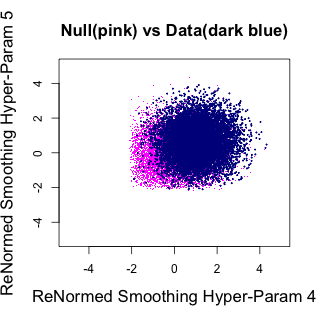 Null(pink) vs Data(dark blue)
ReNormed Smoothing Hyper-Param 5
4
2
0
-2
-4
-4 -2 0 2 4
ReNormed Smoothing Hyper-Param 4